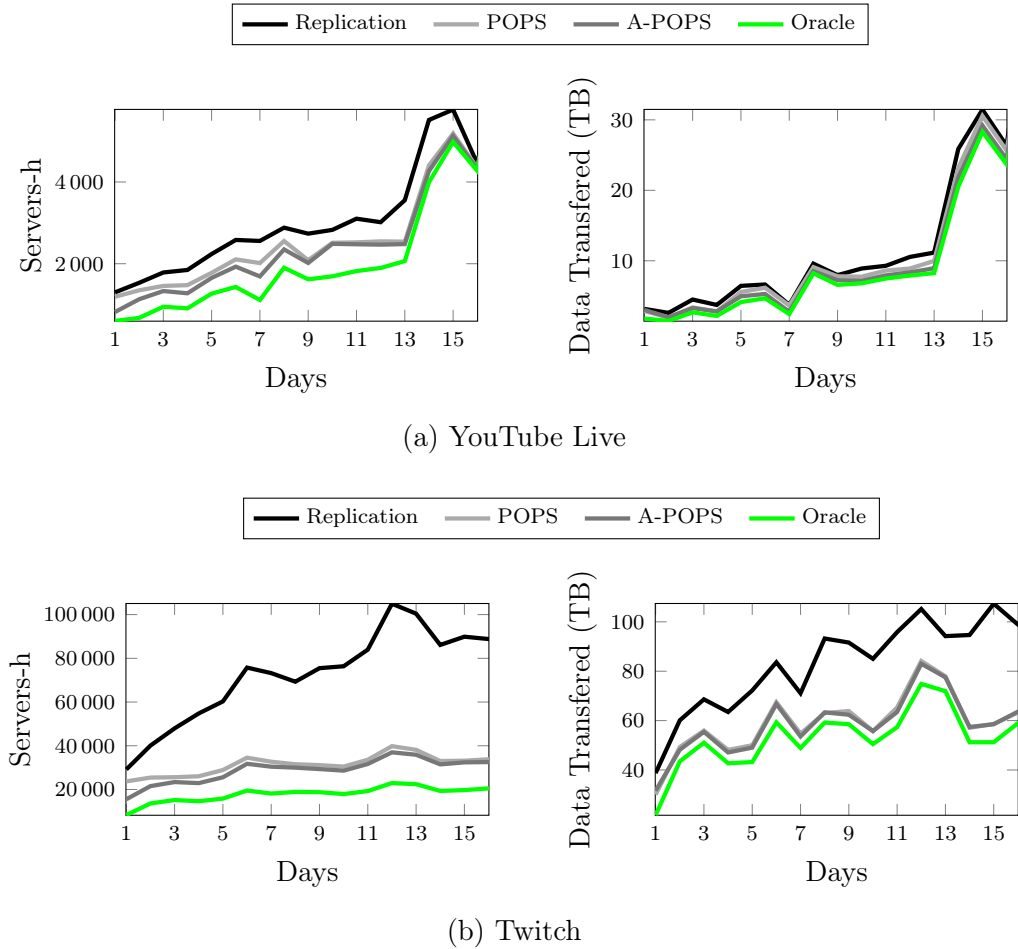 Replication POPS A-POPS Oracle
Servers-h
4 000
2 000
1 3 5 7 9 11 13 15
Days
Data Transfered (TB)
30
20
10
1 3 5 7 9 11 13 15
Days
(a) YouTube Live
Replication POPS A-POPS Oracle
Servers-h
100 000
80 000
60 000
40 000
20 000
1 3 5 7 9 11 13 15
Days
Data Transfered (TB)
100
80
60
40
1 3 5 7 9 11 13 15
Days
(b) Twitch